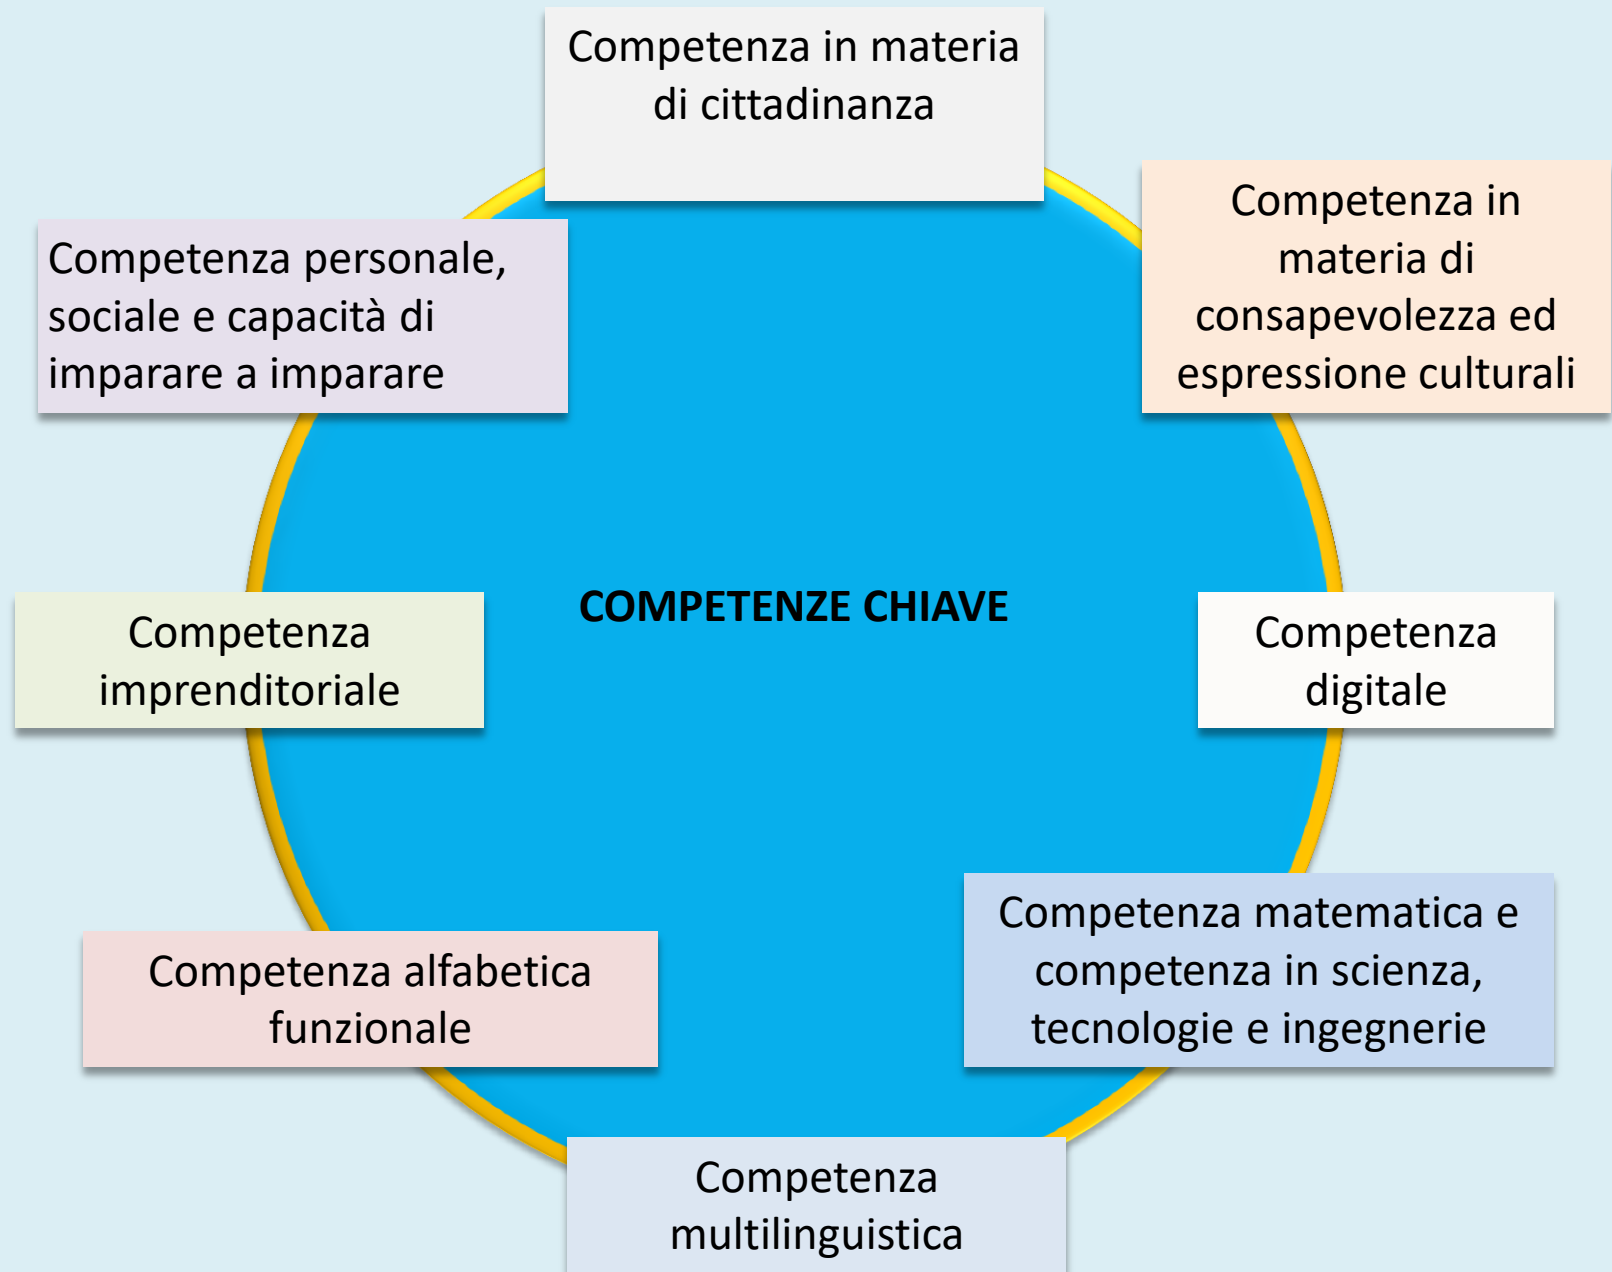 Competenza in materia
di cittadinanza
Competenza in
materia di
consapevolezza ed
espressione culturali
Competenza personale,
sociale e capacità di
imparare a imparare
COMPETENZE CHIAVE
Competenza
imprenditoriale
Competenza
digitale
Competenza matematica e
competenza in scienza,
tecnologie e ingegnerie
Competenza alfabetica
funzionale
Competenza
multilinguistica